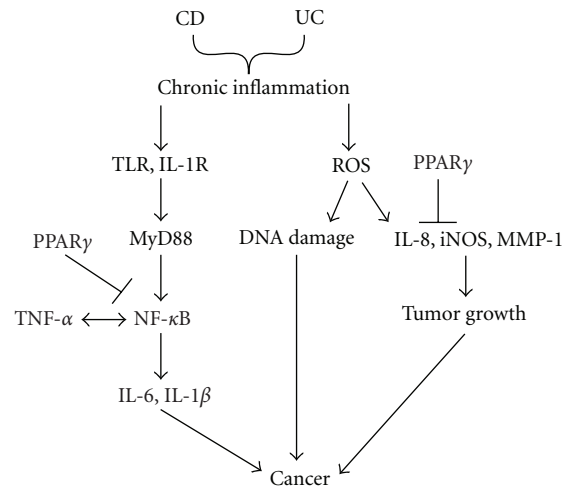 CD UC
Chronic inflammation
TLR, IL-1R ROS PPARγ
PPARγ MyD88 DNA damage IL-8, iNOS, MMP-1
TNF-α NF-κB Tumor growth
IL-6, IL-1β
Cancer